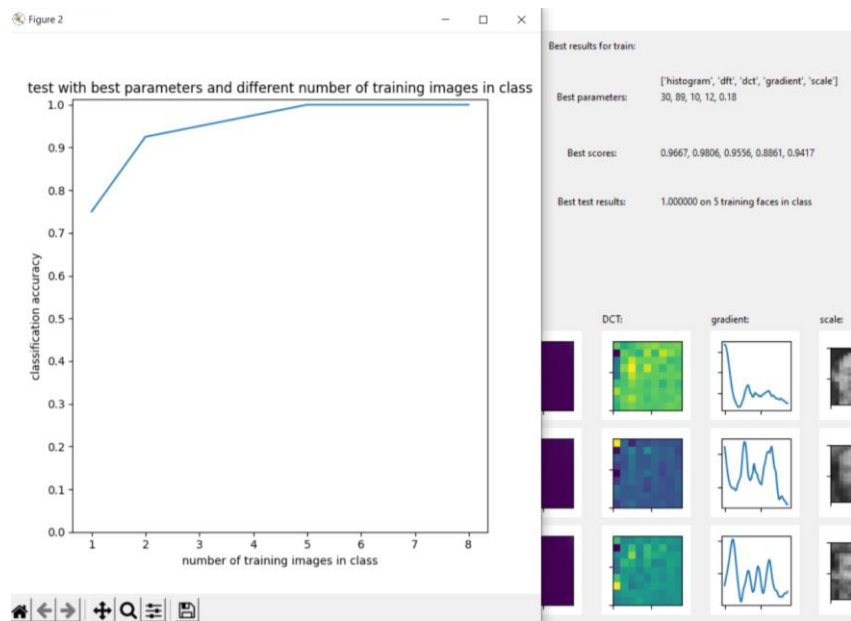 Figure 2
test with best parameters and different number of training images in class
1.0
0.9
0.8
0.7
0.6
0.5
0.4
0.3
0.2
0.1
0.0
classification accuracy
1 2 3 4 5 6 7 8
number of training images in class
Best results for train:
['histogram', 'dft', 'dct', 'gradient', 'scale']
Best parameters: 30, 89, 10, 12, 0.18
Best scores: 0.9667, 0.9806, 0.9556, 0.8861, 0.9417
Best test results: 1.000000 on 5 training faces in class
DCT: gradient: scale: